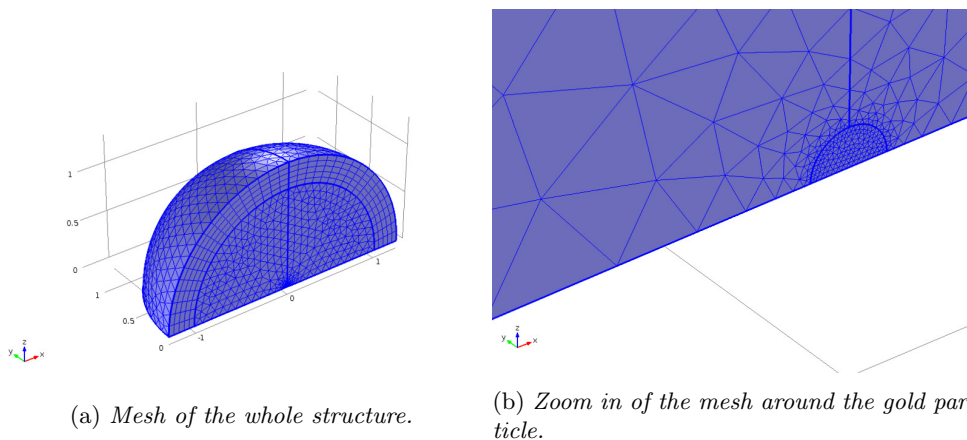 1
0.5
0
1
0.5
0
-1
0
1
y z x
y z x
(a) Mesh of the whole structure.
(b) Zoom in of the mesh around the gold par
ticle.